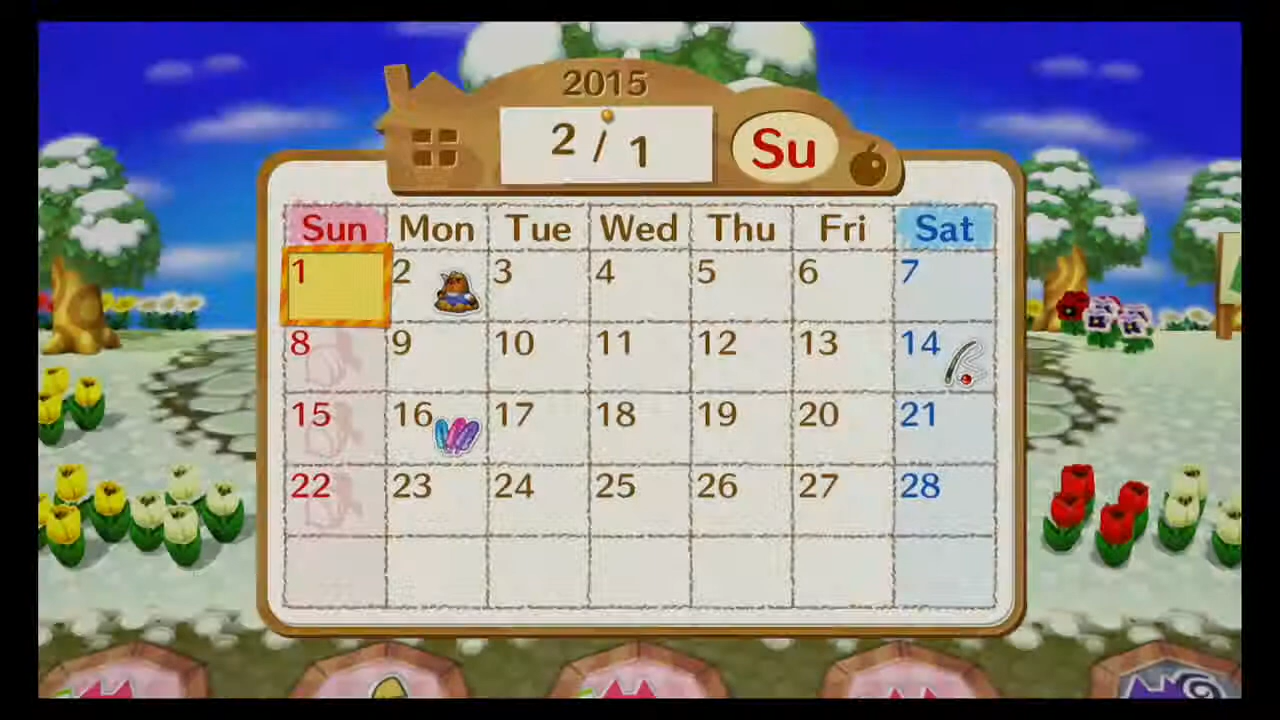 2015
2 / 1 Su
Sun Mon Tue Wed Thu Fri Sat
1 2 3 4 5 6 7
8 9 10 11 12 13 14
15 16 17 18 19 20 21
22 23 24 25 26 27 28